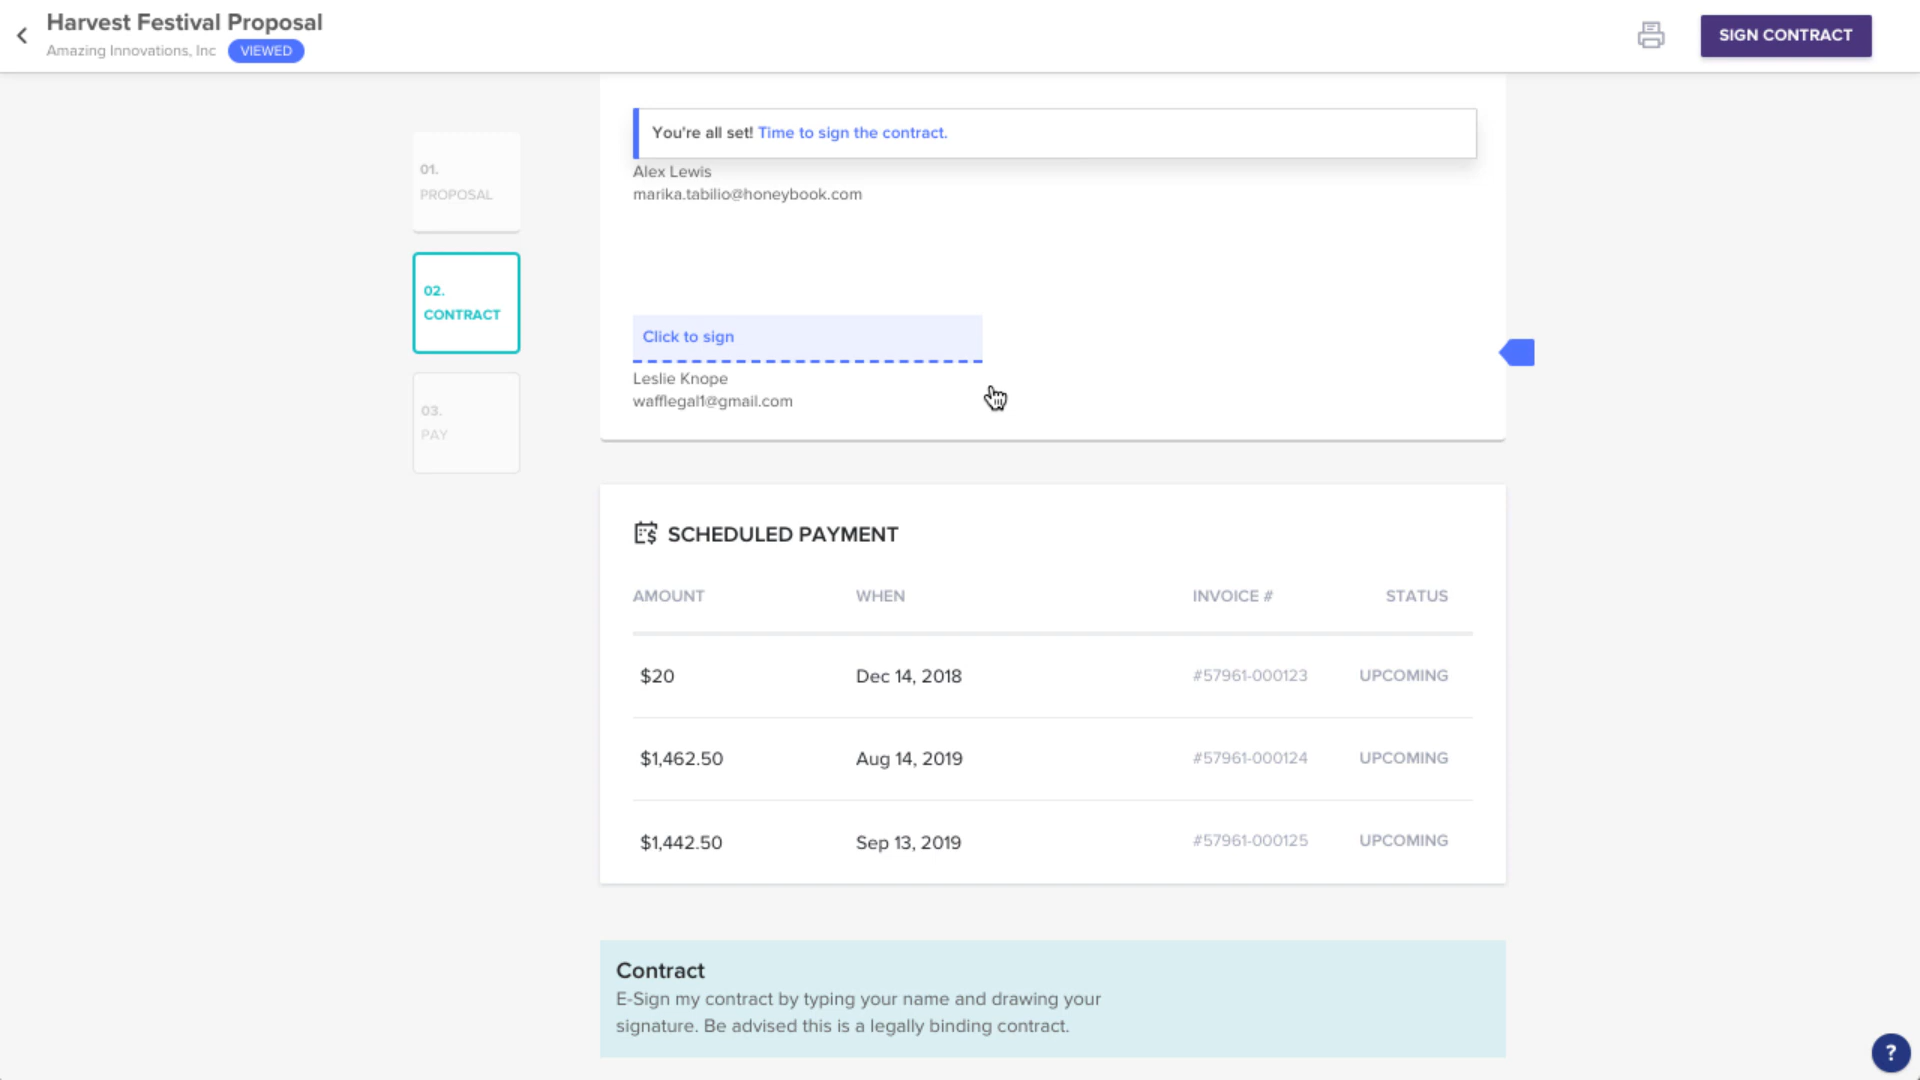 Harvest Festival Proposal
Amazing Innovations, Inc
VIEWED
SIGN CONTRACT
01.
PROPOSAL
02.
CONTRACT
03.
PAY
You're all set! Time to sign the contract.
Alex Lewis
marika.tabilio@honeybook.com
Click to sign
Leslie Knope
wafflegal1@gmail.com
SCHEDULED PAYMENT
AMOUNT WHEN INVOICE # STATUS
$20 Dec 14, 2018 #57961-000123 UPCOMING
$1,462.50 Aug 14, 2019 #57961-000124 UPCOMING
$1,442.50 Sep 13, 2019 #57961-000125 UPCOMING
Contract
E-Sign my contract by typing your name and drawing your
signature. Be advised this is a legally binding contract.
?